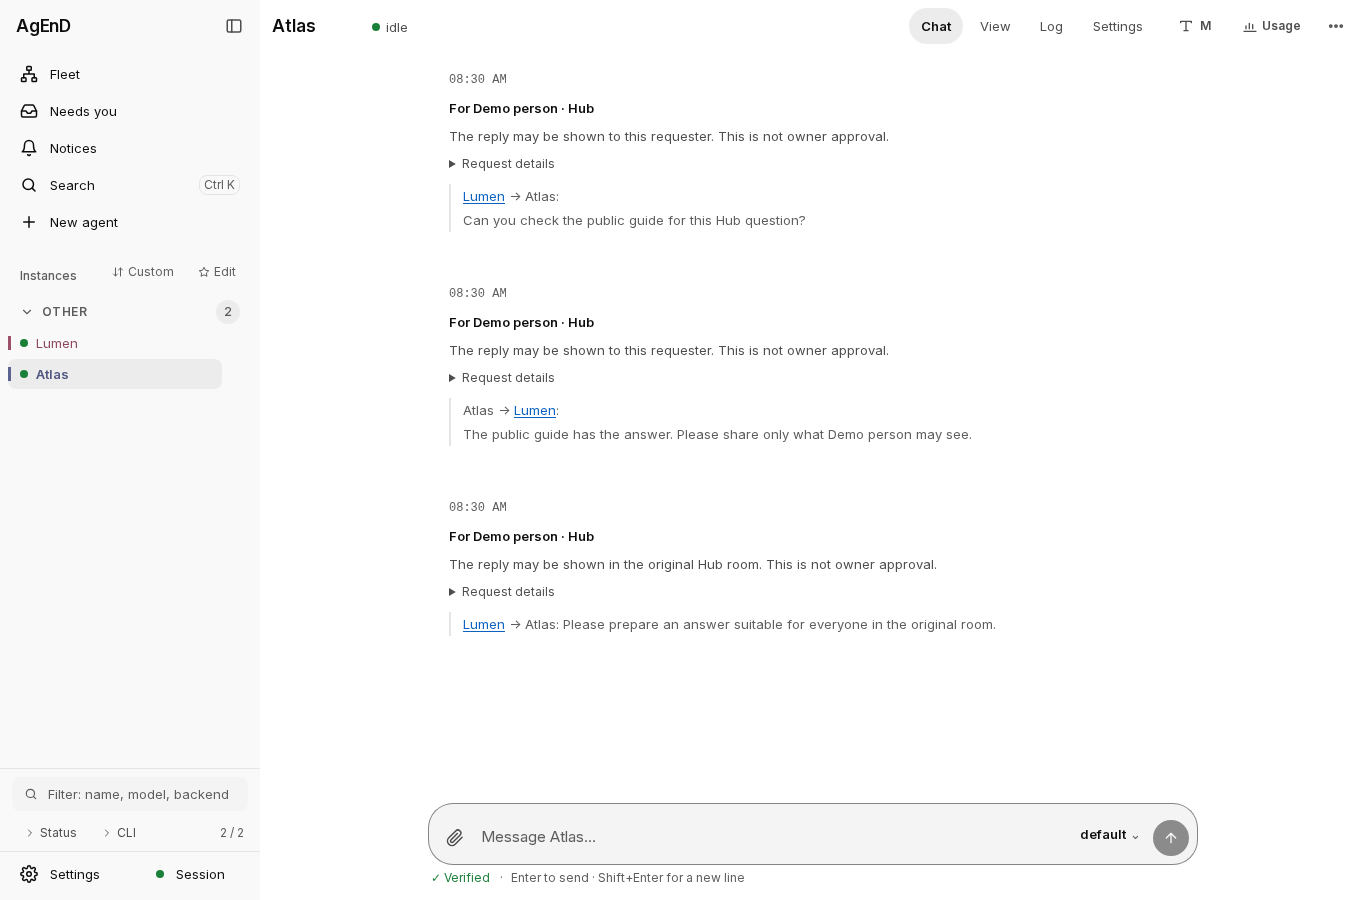 AgEnD
Fleet
Needs you
Notices
Search Ctrl K
New agent
Instances Custom Edit
OTHER 2
Lumen
Atlas
Filter: name, model, backend
Status CLI 2 / 2
Settings Session
Atlas idle Chat View Log Settings M Usage •••
08:30 AM
For Demo person · Hub
The reply may be shown to this requester. This is not owner approval.
Request details
Lumen → Atlas:
Can you check the public guide for this Hub question?
08:30 AM
For Demo person · Hub
The reply may be shown to this requester. This is not owner approval.
Request details
Atlas → Lumen:
The public guide has the answer. Please share only what Demo person may see.
08:30 AM
For Demo person · Hub
The reply may be shown in the original Hub room. This is not owner approval.
Request details
Lumen → Atlas: Please prepare an answer suitable for everyone in the original room.
Message Atlas... default
✓ Verified · Enter to send · Shift+Enter for a new line